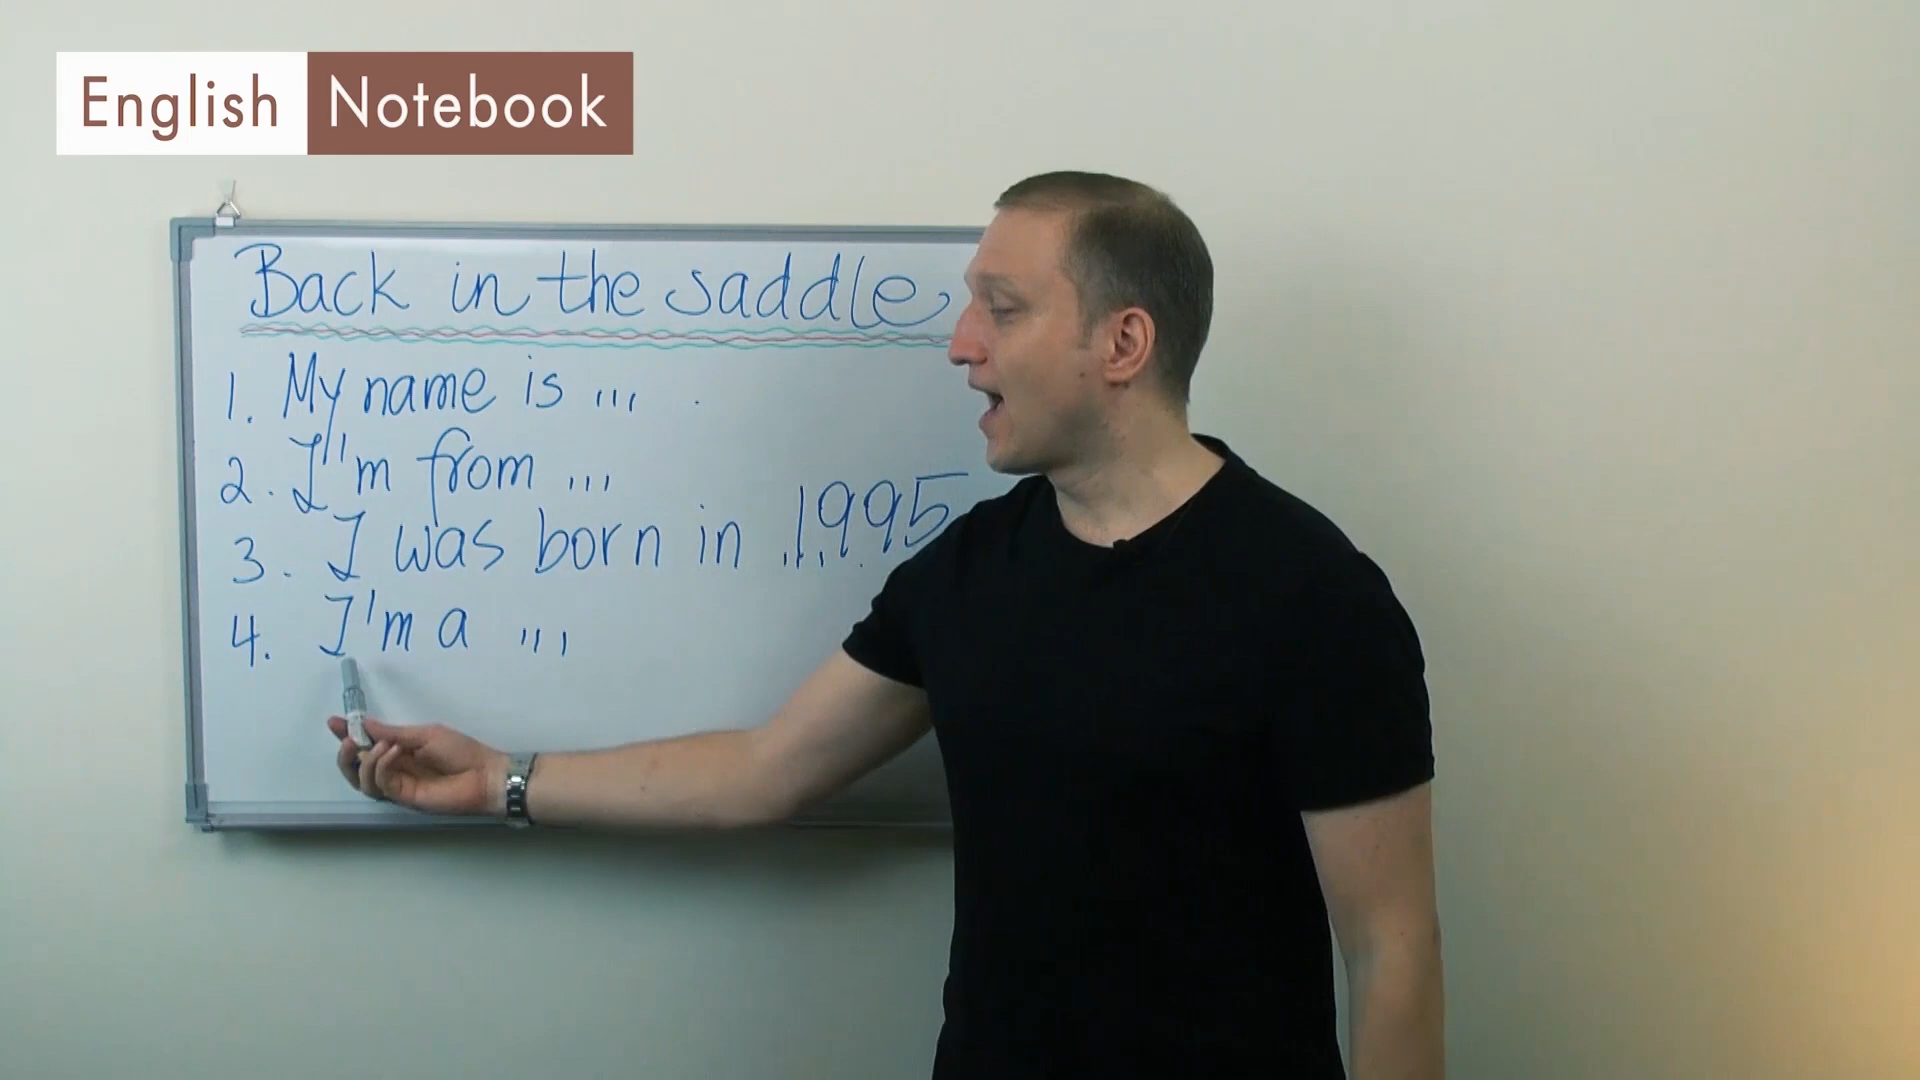 English Notebook
Back in the saddle
1. My name is ... .
2. I'm from ...
3. I was born in ... 1995
4. I'm a ...